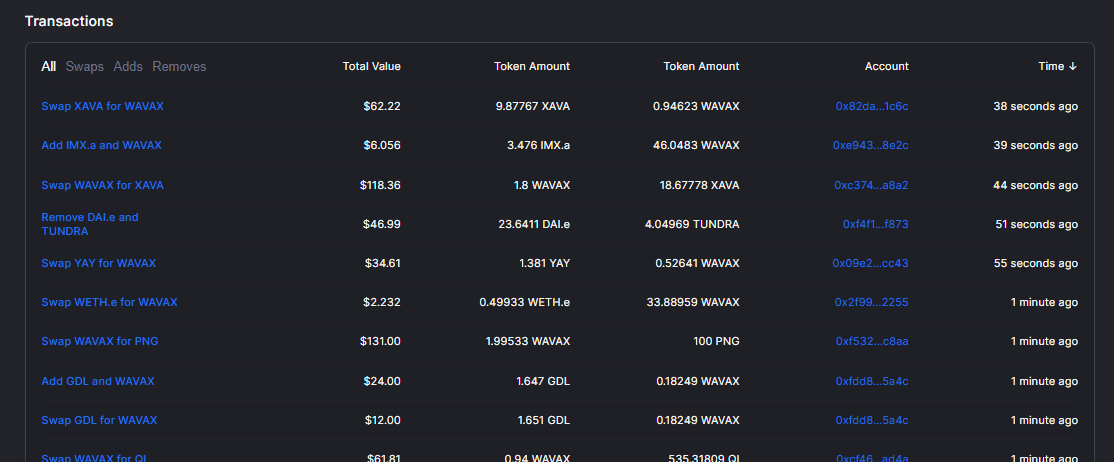 Transactions
All Swaps Adds Removes Total Value Token Amount Token Amount Account Time ↓
Swap XAVA for WAVAX $62.22 9.87767 XAVA 0.94623 WAVAX 0x82da...1c6c 38 seconds ago
Add IMX.a and WAVAX $6.056 3.476 IMX.a 46.0483 WAVAX 0xe943...8e2c 39 seconds ago
Swap WAVAX for XAVA $118.36 1.8 WAVAX 18.67778 XAVA 0xc374...a8a2 44 seconds ago
Remove DAI.e and
TUNDRA $46.99 23.6411 DAI.e 4.04969 TUNDRA 0xf4f1...f873 51 seconds ago
Swap YAY for WAVAX $34.61 1.381 YAY 0.52641 WAVAX 0x09e2...cc43 55 seconds ago
Swap WETH.e for WAVAX $2.232 0.49933 WETH.e 33.88959 WAVAX 0x2f99...2255 1 minute ago
Swap WAVAX for PNG $131.00 1.99533 WAVAX 100 PNG 0xf532...c8aa 1 minute ago
Add GDL and WAVAX $24.00 1.647 GDL 0.18249 WAVAX 0xfdd8...5a4c 1 minute ago
Swap GDL for WAVAX $12.00 1.651 GDL 0.18249 WAVAX 0xfdd8...5a4c 1 minute ago
Swap WAVAX for QI $61.81 0.94 WAVAX 535.31809 QI 0xcf46...ad4a 1 minute ago